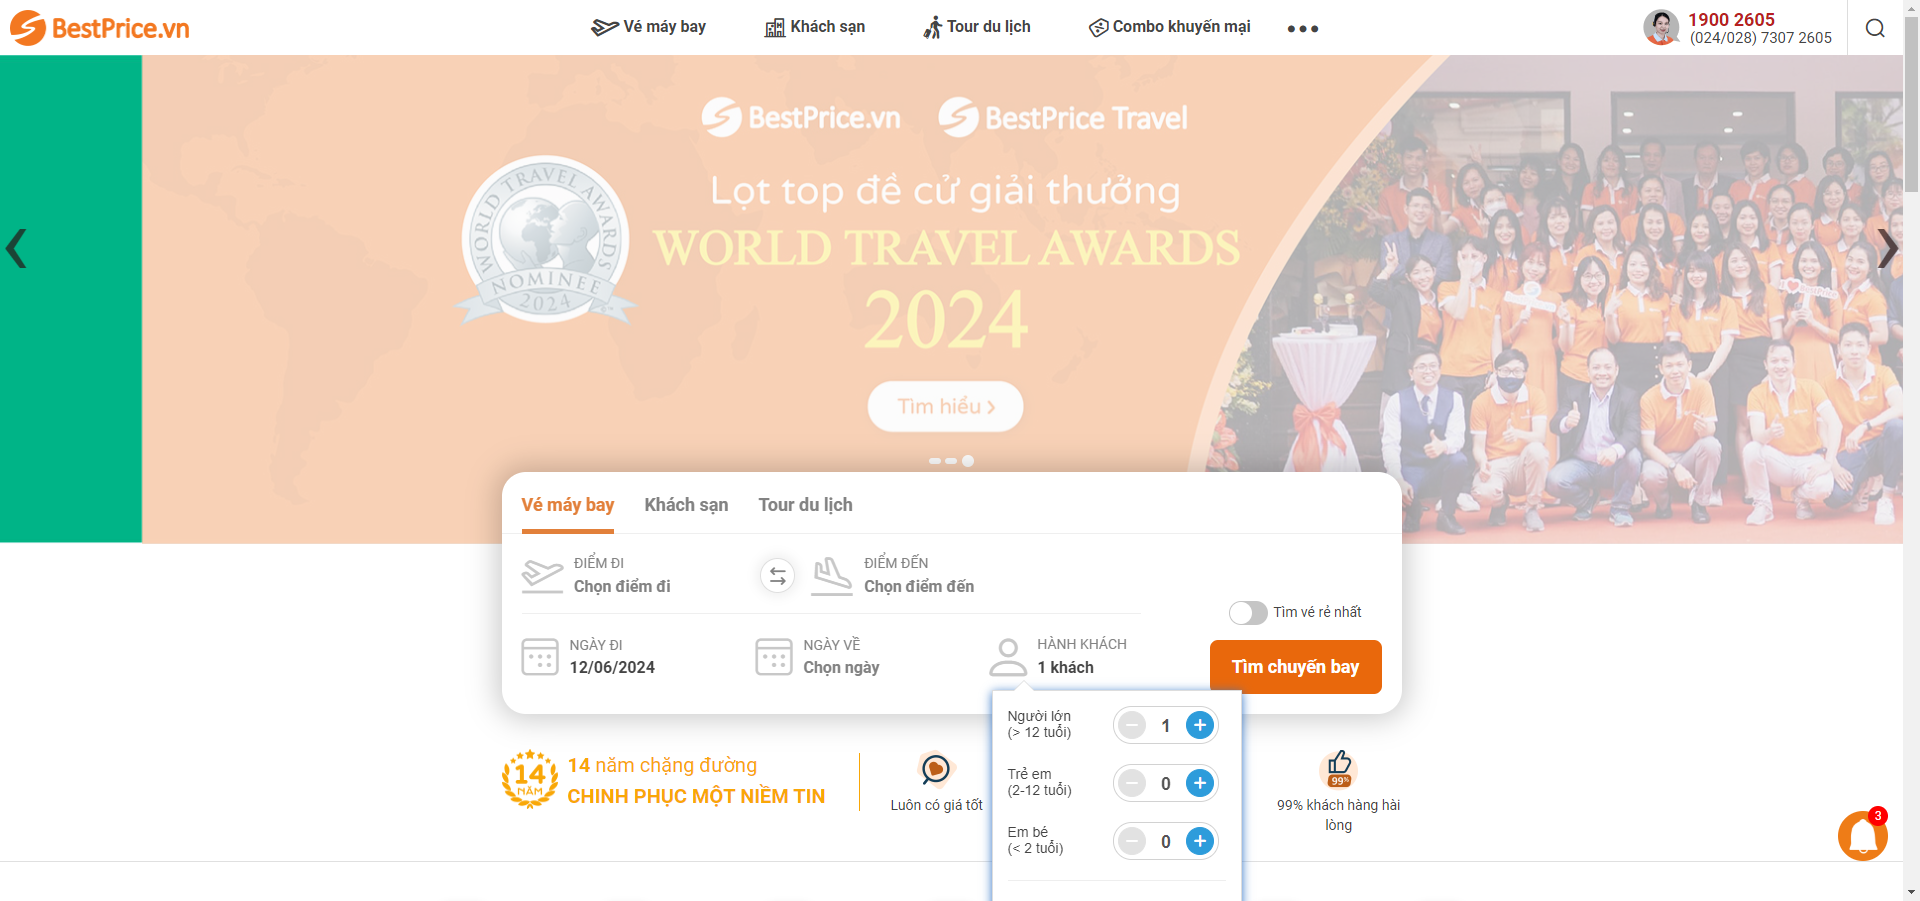 BestPrice.vn
Vé máy bay
Khách sạn
Tour du lịch
Combo khuyến mại
1900 2605
(024/028) 7307 2605
BestPrice.vn
BestPrice Travel
Lọt top đề cử giải thưởng
WORLD TRAVEL AWARDS
2024
WORLD TRAVEL AWARDS
NOMINEE
2024
Tìm hiểu
Vé máy bay
Khách sạn
Tour du lịch
ĐIỂM ĐI
Chọn điểm đi
ĐIỂM ĐẾN
Chọn điểm đến
Tìm vé rẻ nhất
NGÀY ĐI
12/06/2024
NGÀY VỀ
Chọn ngày
HÀNH KHÁCH
1 khách
Tìm chuyến bay
Người lớn
(> 12 tuổi)
1
Trẻ em
(2-12 tuổi)
0
Em bé
(< 2 tuổi)
0
14
NĂM
14 năm chặng đường
CHINH PHỤC MỘT NIỀM TIN
Luôn có giá tốt
99%
99% khách hàng hài
lòng
3